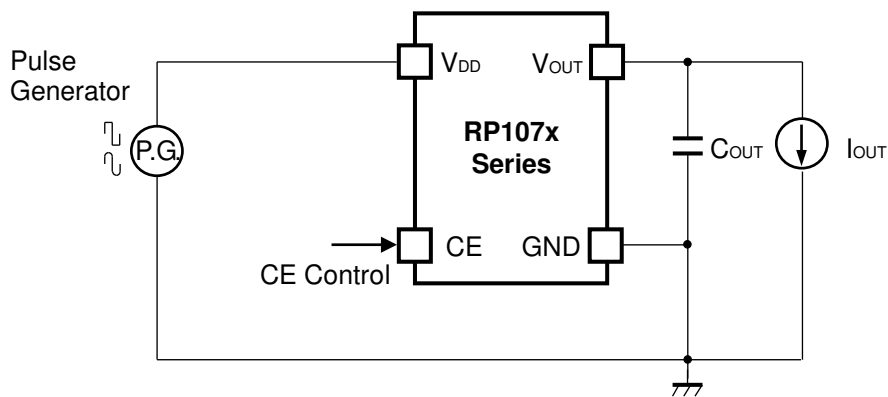 Pulse
Generator
P.G.
VDD
VOUT
RP107x
Series
COUT
IOUT
CE
GND
CE Control